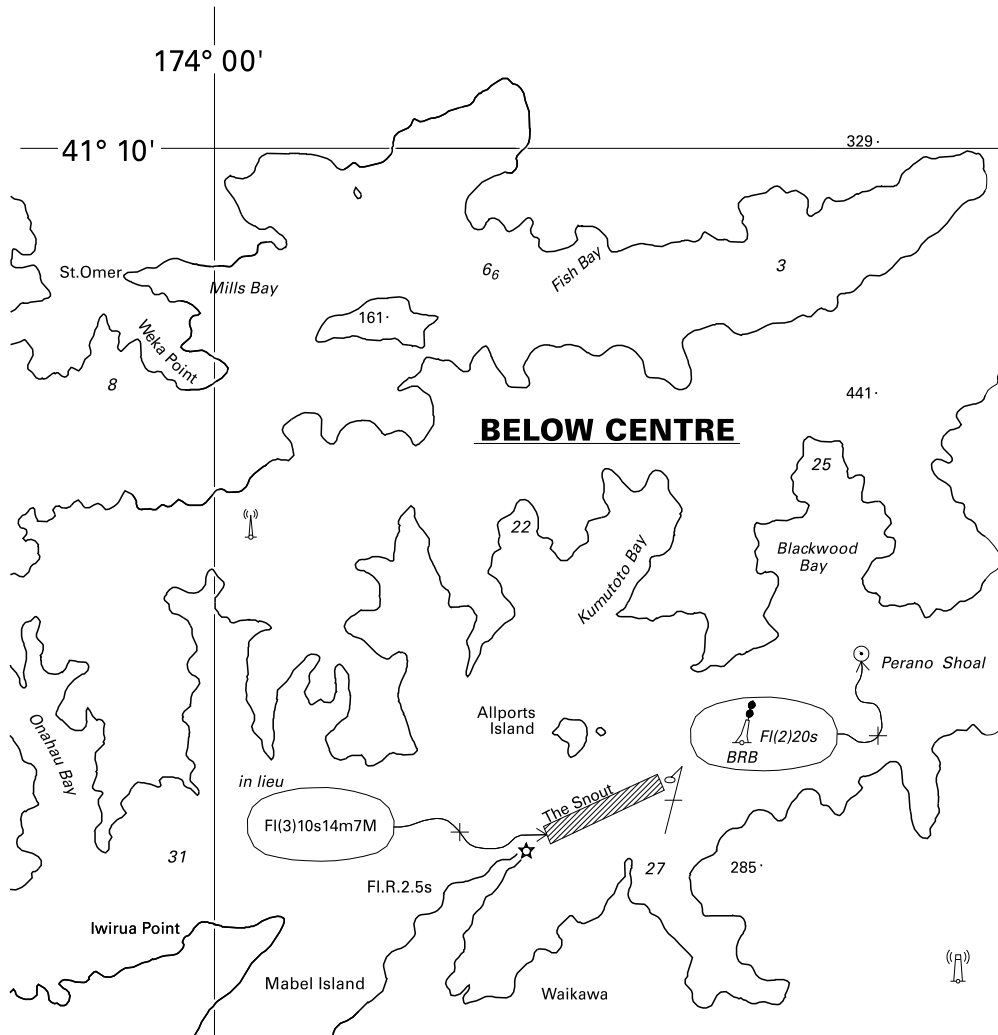 174° 00'
41° 10'
329
St.Omer
Mills Bay
6₆
Fish Bay
3
161
Weka Point
8
441
BELOW CENTRE
25
22
Blackwood
Bay
Kumutoto Bay
Perano Shoal
Onahau Bay
Allports
Island
Fl(2)20s
BRB
in lieu
The Snout
Fl(3)10s14m7M
31
Fl.R.2.5s
27
285
Iwirua Point
Mabel Island
Waikawa